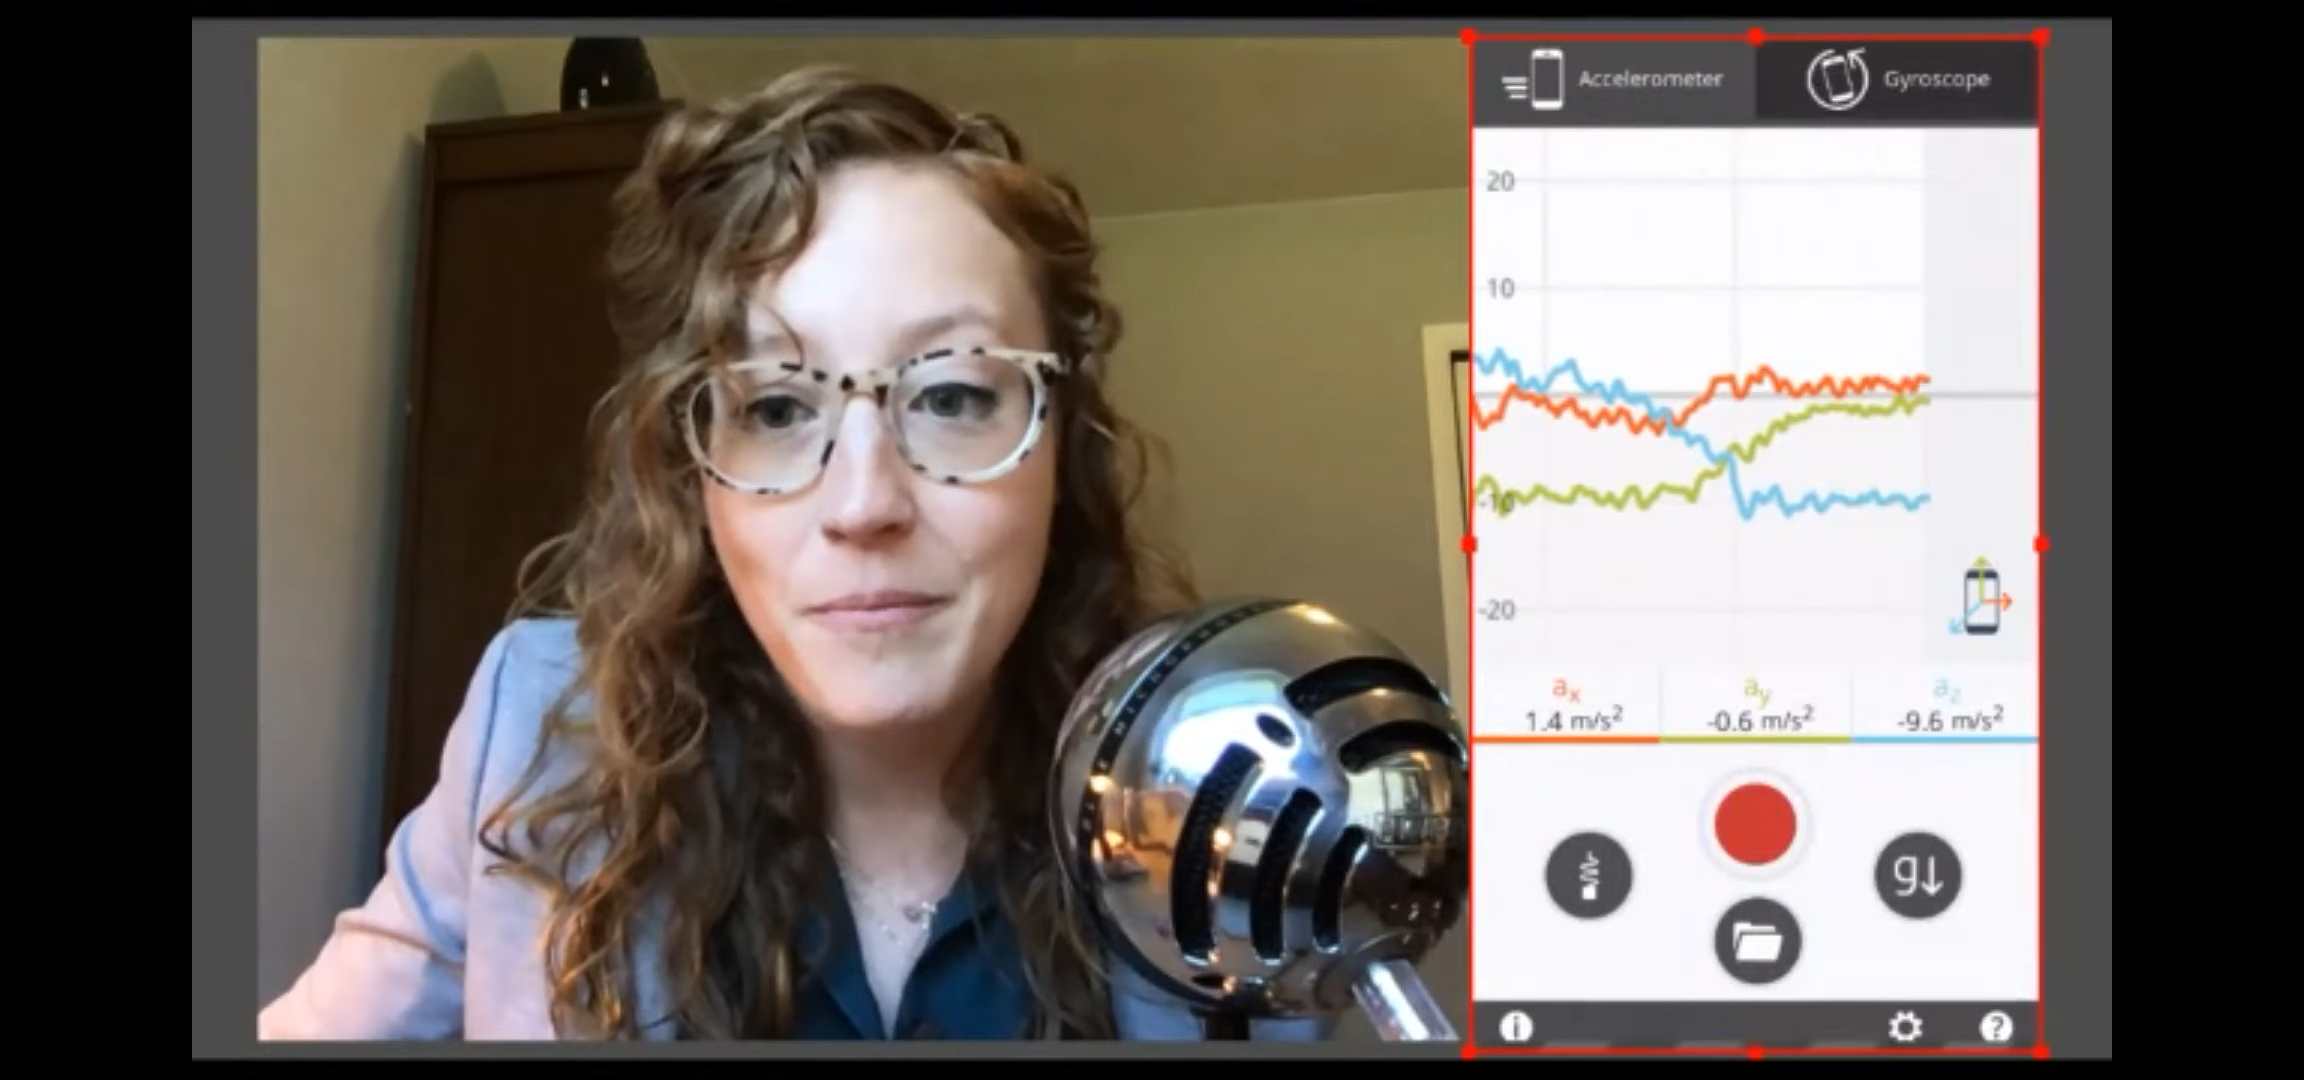 Accelerometer
Gyroscope
20
10
-10
-20
ax
ay
az
1.4 m/s²
-0.6 m/s²
-9.6 m/s²
g↓
i
?